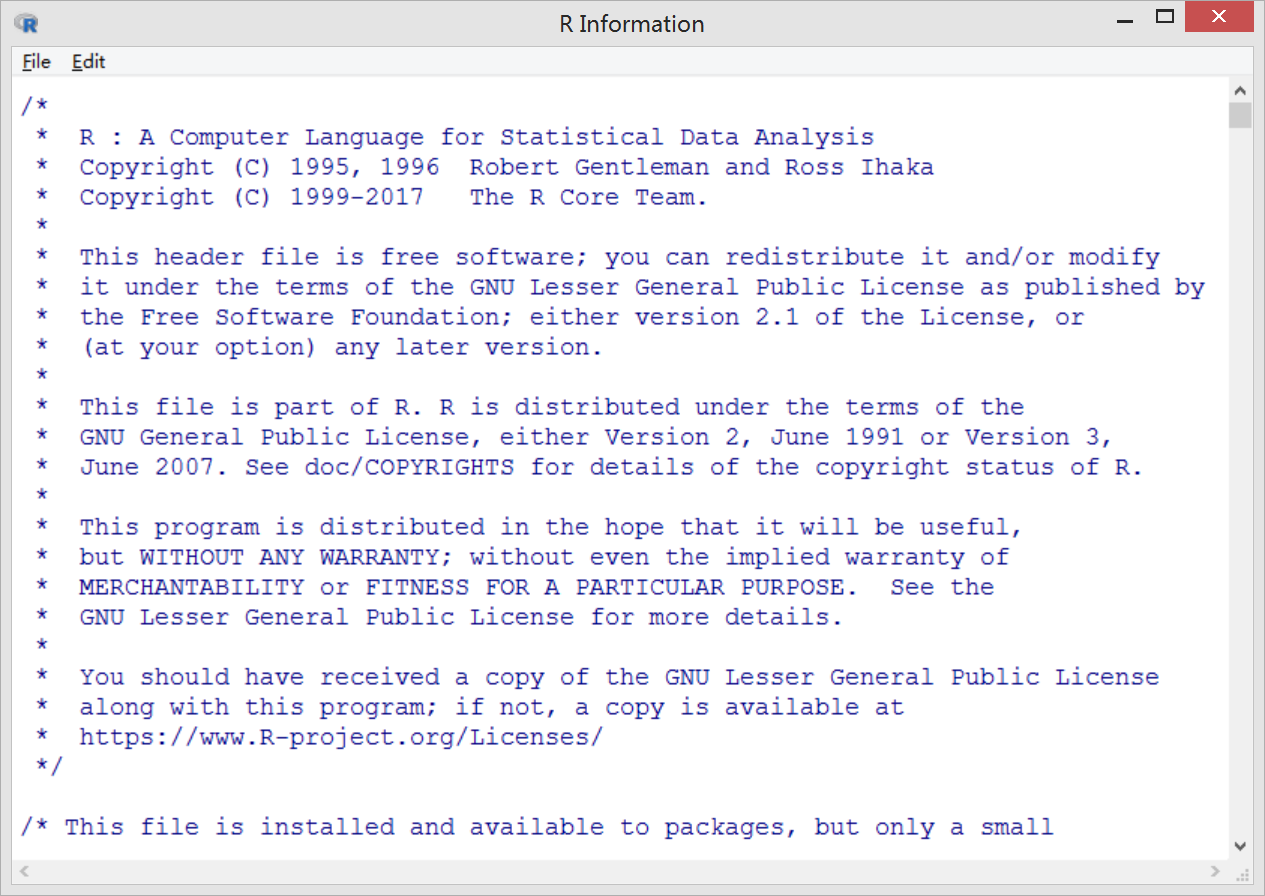 R Information
File Edit
/*
 *  R : A Computer Language for Statistical Data Analysis
 *  Copyright (C) 1995, 1996  Robert Gentleman and Ross Ihaka
 *  Copyright (C) 1999-2017   The R Core Team.
 *
 *  This header file is free software; you can redistribute it and/or modify
 *  it under the terms of the GNU Lesser General Public License as published by
 *  the Free Software Foundation; either version 2.1 of the License, or
 *  (at your option) any later version.
 *
 *  This file is part of R. R is distributed under the terms of the
 *  GNU General Public License, either Version 2, June 1991 or Version 3,
 *  June 2007. See doc/COPYRIGHTS for details of the copyright status of R.
 *
 *  This program is distributed in the hope that it will be useful,
 *  but WITHOUT ANY WARRANTY; without even the implied warranty of
 *  MERCHANTABILITY or FITNESS FOR A PARTICULAR PURPOSE.  See the
 *  GNU Lesser General Public License for more details.
 *
 *  You should have received a copy of the GNU Lesser General Public License
 *  along with this program; if not, a copy is available at
 *  https://www.R-project.org/Licenses/
 */

/* This file is installed and available to packages, but only a small